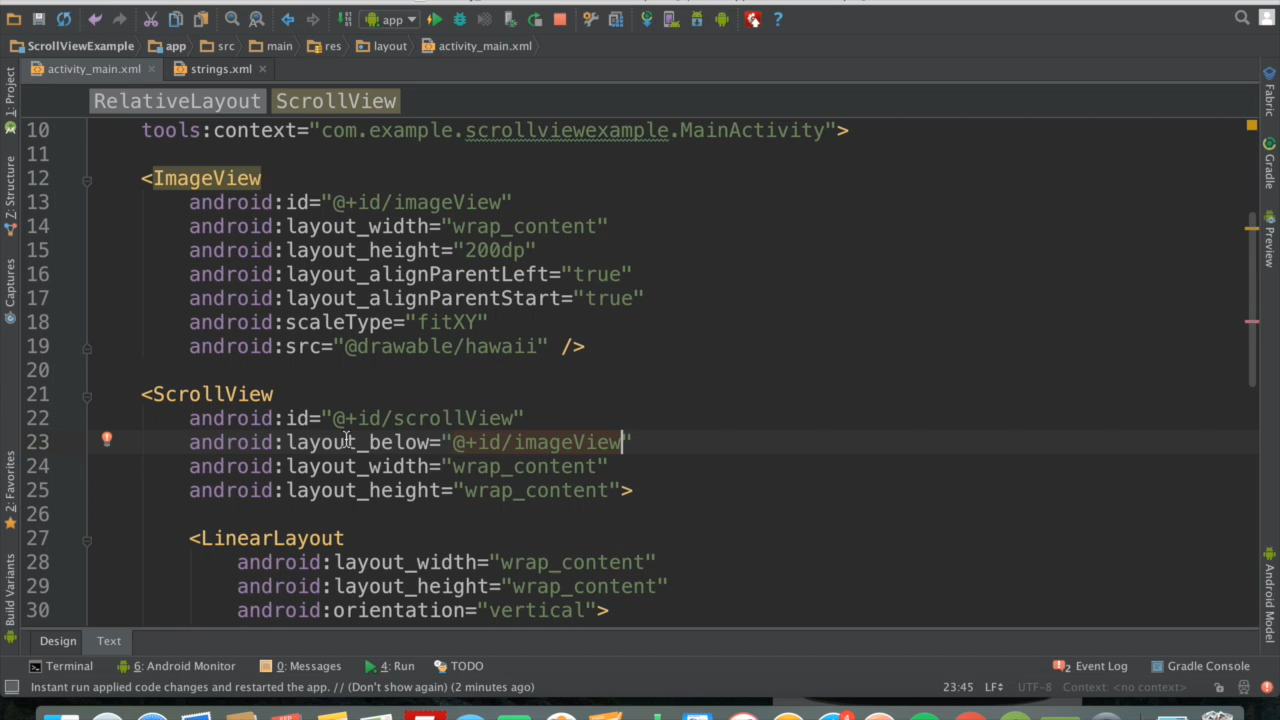 app
ScrollViewExample app src main res layout activity_main.xml
activity_main.xml strings.xml
RelativeLayout ScrollView
10 tools:context="com.example.scrollviewexample.MainActivity">
11
12 <ImageView
13 android:id="@+id/imageView"
14 android:layout_width="wrap_content"
15 android:layout_height="200dp"
16 android:layout_alignParentLeft="true"
17 android:layout_alignParentStart="true"
18 android:scaleType="fitXY"
19 android:src="@drawable/hawaii" />
20
21 <ScrollView
22 android:id="@+id/scrollView"
23 android:layout_below="@+id/imageView"
24 android:layout_width="wrap_content"
25 android:layout_height="wrap_content">
26
27 <LinearLayout
28 android:layout_width="wrap_content"
29 android:layout_height="wrap_content"
30 android:orientation="vertical">
1: Project
Z: Structure
Captures
2: Favorites
Build Variants
Fabric
Gradle
Preview
Android Model
Design Text
Terminal 6: Android Monitor 0: Messages 4: Run TODO 2 Event Log Gradle Console
Instant run applied code changes and restarted the app. // (Don't show again) (2 minutes ago) 23:45 LF UTF-8 Context: <no context>